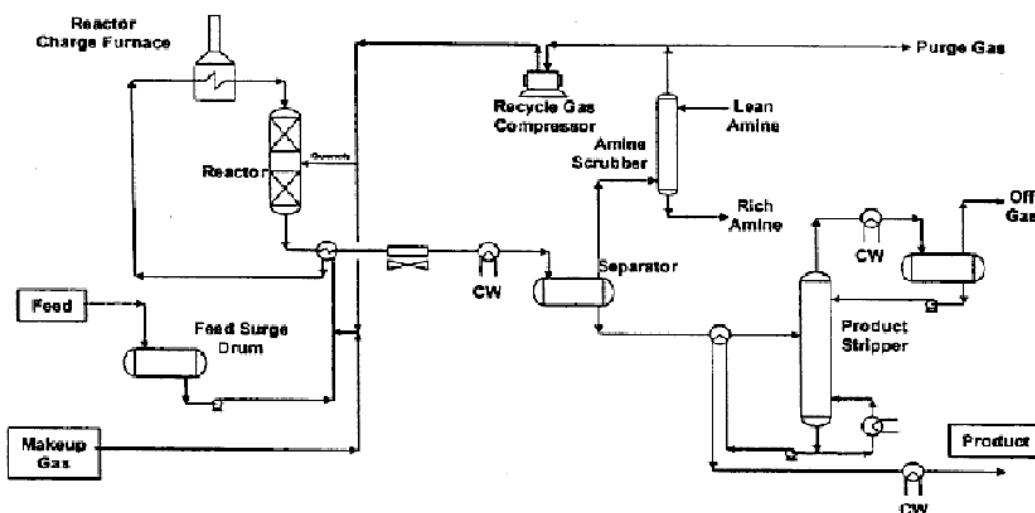 Reactor
Charge Furnace
Purge Gas
Recycle Gas
Compressor
Lean
Amine
Amine
Scrubber
Reactor
Quench
Rich
Amine
Off
Gas
CW
Separator
CW
Feed
Feed Surge
Drum
Product
Stripper
Makeup
Gas
Product
CW